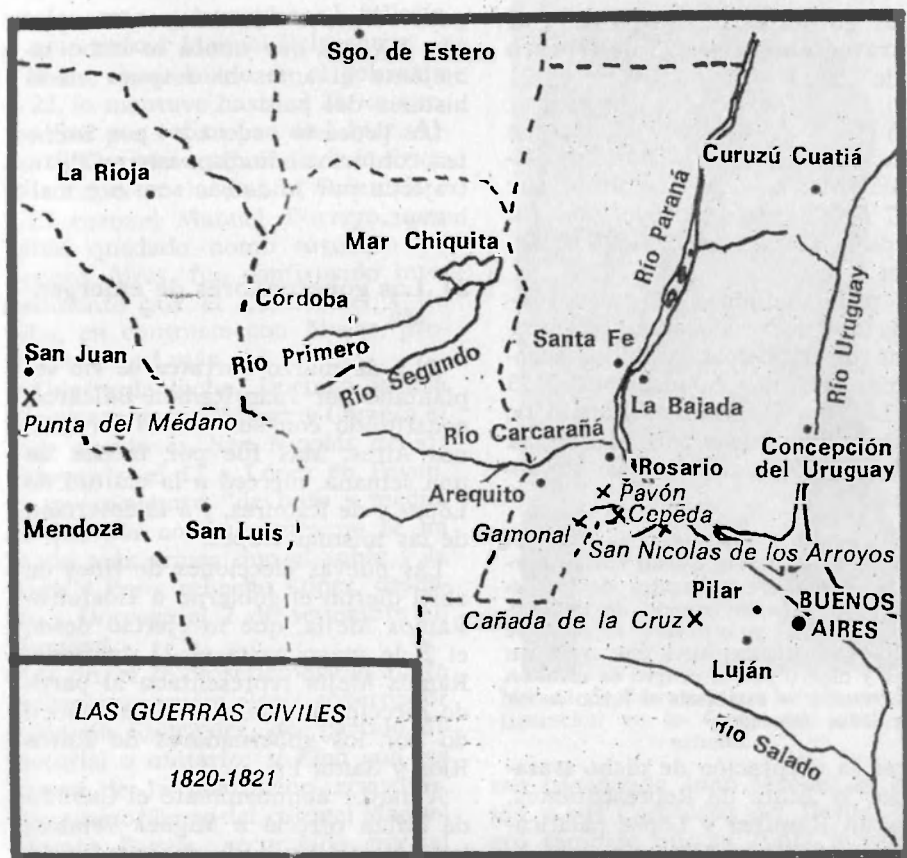 Sgo. de Estero
La Rioja
Curuzú Cuatiá
Río Paraná
Mar Chiquita
Córdoba
Río Uruguay
San Juan
Río Primero
Santa Fe
Río Segundo
Punta del Médano
La Bajada
Río Carcarañá
Concepción
del Uruguay
Rosario
Arequito
Pavón
Mendoza
San Luis
Gamonal
Cepeda
San Nicolas de los Arroyos
Pilar
BUENOS
AIRES
Cañada de la Cruz
Luján
Río Salado
LAS GUERRAS CIVILES
1820-1821